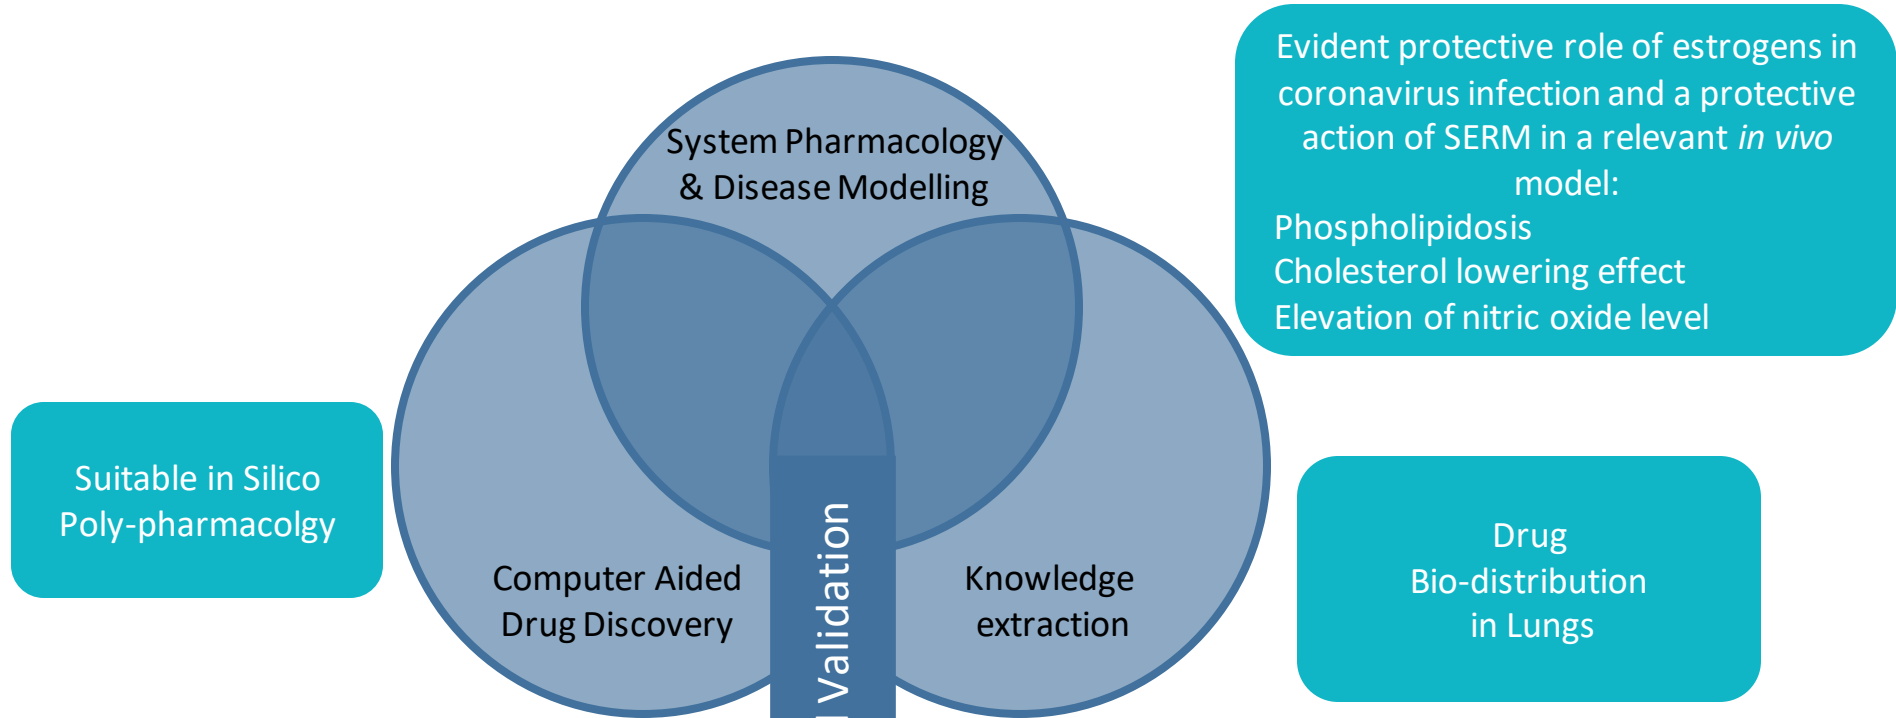 Evident protective role of estrogens in
coronavirus infection and a protective
action of SERM in a relevant in vivo
model:
Phospholipidosis
Cholesterol lowering effect
Elevation of nitric oxide level
System Pharmacology
& Disease Modelling
Suitable in Silico
Poly-pharmacolgy
Computer Aided
Drug Discovery
Validation
Knowledge
extraction
Drug
Bio-distribution
in Lungs